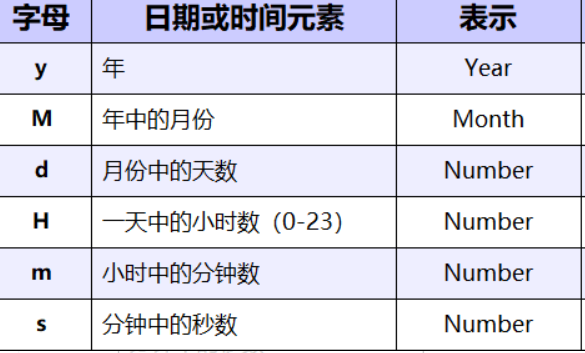 字母 日期或时间元素 表示
y 年 Year
M 年中的月份 Month
d 月份中的天数 Number
H 一天中的小时数（0-23） Number
m 小时中的分钟数 Number
s 分钟中的秒数 Number